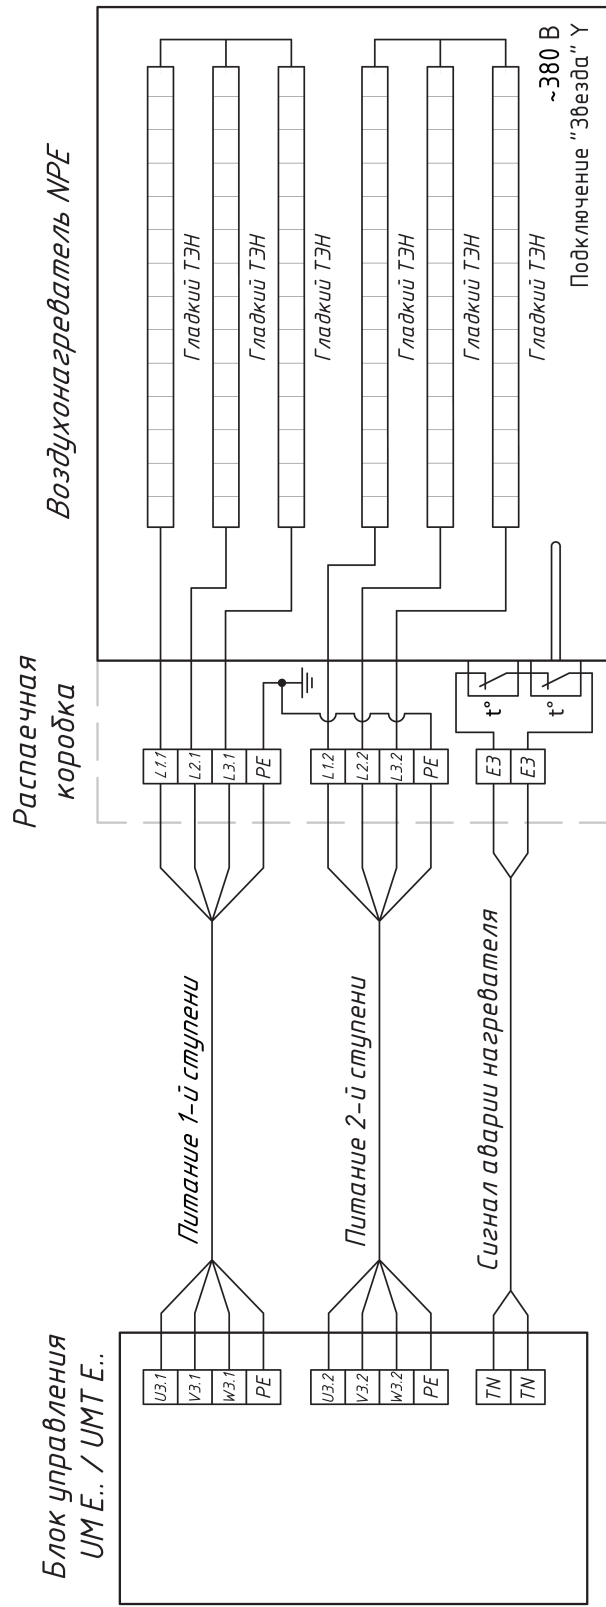 Блок управления
UM E.. / UMT E..
Распаечная
коробка
Воздухонагреватель NPE
U3.1
V3.1
W3.1
PE
Питание 1-й ступени
L1.1
L2.1
L3.1
PE
Гладкий ТЭН
Гладкий ТЭН
Гладкий ТЭН
U3.2
V3.2
W3.2
PE
Питание 2-й ступени
L1.2
L2.2
L3.2
PE
Гладкий ТЭН
Гладкий ТЭН
Гладкий ТЭН
TN
TN
Сигнал аварии нагревателя
E3
E3
t°
t°
~380 В
Подключение "Звезда" Y